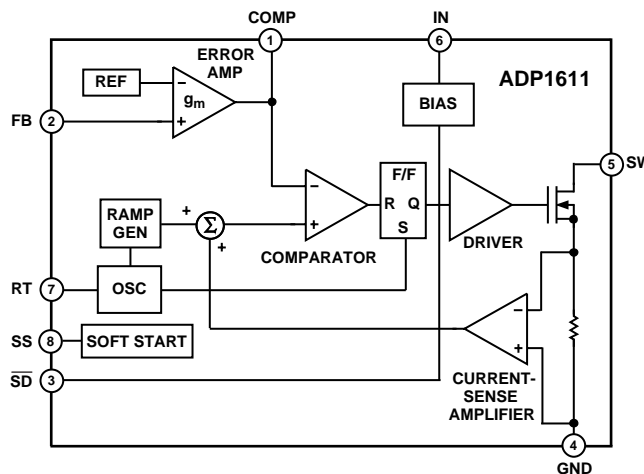 COMP
IN
1
6
ERROR
AMP
ADP1611
REF
–
gm
BIAS
FB
2
+
5
SW
F/F
–
R Q
S
RAMP
GEN
+
Σ
+
+
COMPARATOR
DRIVER
RT
7
OSC
–
SS
8
SOFT START
+
SD
3
CURRENT-
SENSE
AMPLIFIER
4
GND